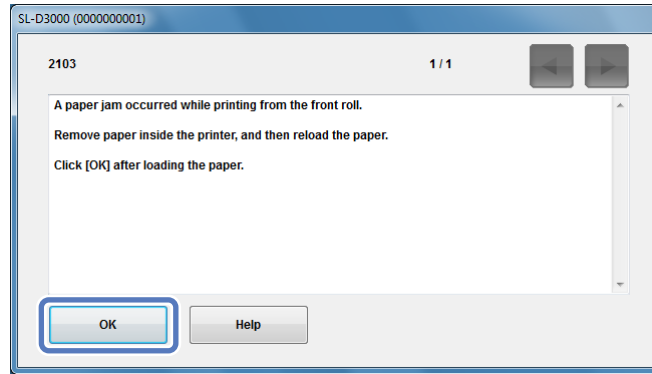 SL-D3000 (0000000001)
2103
1 / 1
A paper jam occurred while printing from the front roll.
Remove paper inside the printer, and then reload the paper.
Click [OK] after loading the paper.
OK
Help